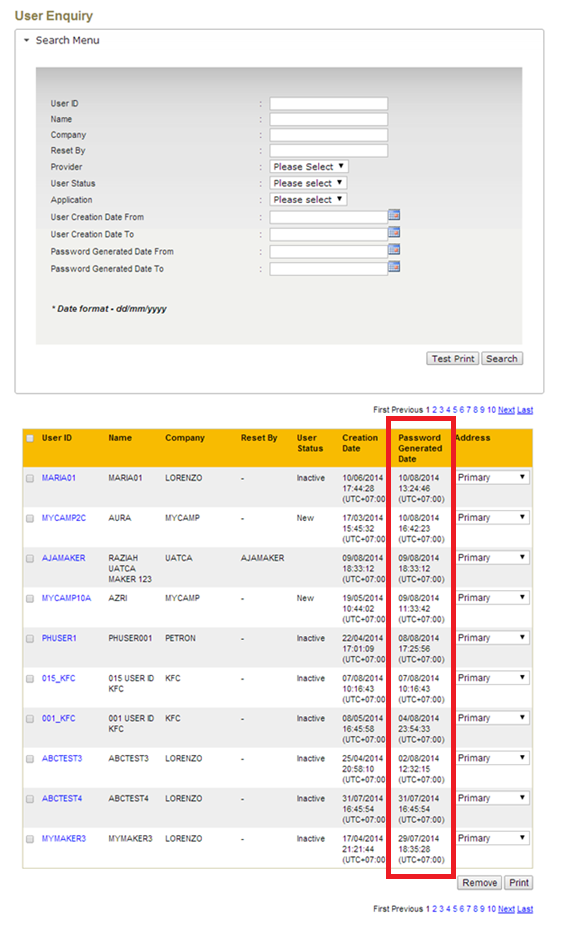 User Enquiry
Search Menu
User ID :
Name :
Company :
Reset By :
Provider : Please Select
User Status : Please select
Application : Please select
User Creation Date From :
User Creation Date To :
Password Generated Date From :
Password Generated Date To :
* Date format - dd/mm/yyyy
Test Print Search
First Previous 1 2 3 4 5 6 7 8 9 10 Next Last
User ID Name Company Reset By User Creation Password Address
Status Date Generated
Date
MARIA01 MARIA01 LORENZO - Inactive 10/06/2014 10/08/2014 Primary
17:44:28 13:24:46
(UTC+07:00) (UTC+07:00)
MYCAMP2C AURA MYCAMP - New 17/03/2014 10/08/2014 Primary
15:45:32 16:42:23
(UTC+07:00) (UTC+07:00)
AJAMAKER RAZIAH UATCA AJAMAKER Inactive 09/08/2014 09/08/2014 Primary
UATCA 18:33:12 18:33:12
MAKER 123 (UTC+07:00) (UTC+07:00)
MYCAMP10A AZRI MYCAMP - New 19/05/2014 09/08/2014 Primary
10:44:02 11:33:42
(UTC+07:00) (UTC+07:00)
PHUSER1 PHUSER001 PETRON - Inactive 22/04/2014 08/08/2014 Primary
17:01:09 17:25:56
(UTC+07:00) (UTC+07:00)
015_KFC 015 USER ID KFC - Inactive 07/08/2014 07/08/2014 Primary
KFC 10:16:43 10:16:43
(UTC+07:00) (UTC+07:00)
001_KFC 001 USER ID KFC - Inactive 08/05/2014 04/08/2014 Primary
KFC 16:45:58 23:54:33
(UTC+07:00) (UTC+07:00)
ABCTEST3 ABCTEST3 LORENZO - Inactive 25/04/2014 02/08/2014 Primary
20:58:10 12:32:15
(UTC+07:00) (UTC+07:00)
ABCTEST4 ABCTEST4 LORENZO - Inactive 31/07/2014 31/07/2014 Primary
16:45:54 16:45:54
(UTC+07:00) (UTC+07:00)
MYMAKER3 MYMAKER3 LORENZO - Inactive 17/04/2014 29/07/2014 Primary
21:21:44 18:35:28
(UTC+07:00) (UTC+07:00)
Remove Print
First Previous 1 2 3 4 5 6 7 8 9 10 Next Last